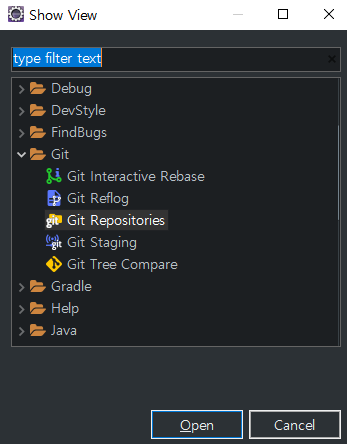 Show View
type filter text
Debug
DevStyle
FindBugs
Git
Git Interactive Rebase
Git Reflog
Git Repositories
Git Staging
Git Tree Compare
Gradle
Help
Java
Open Cancel